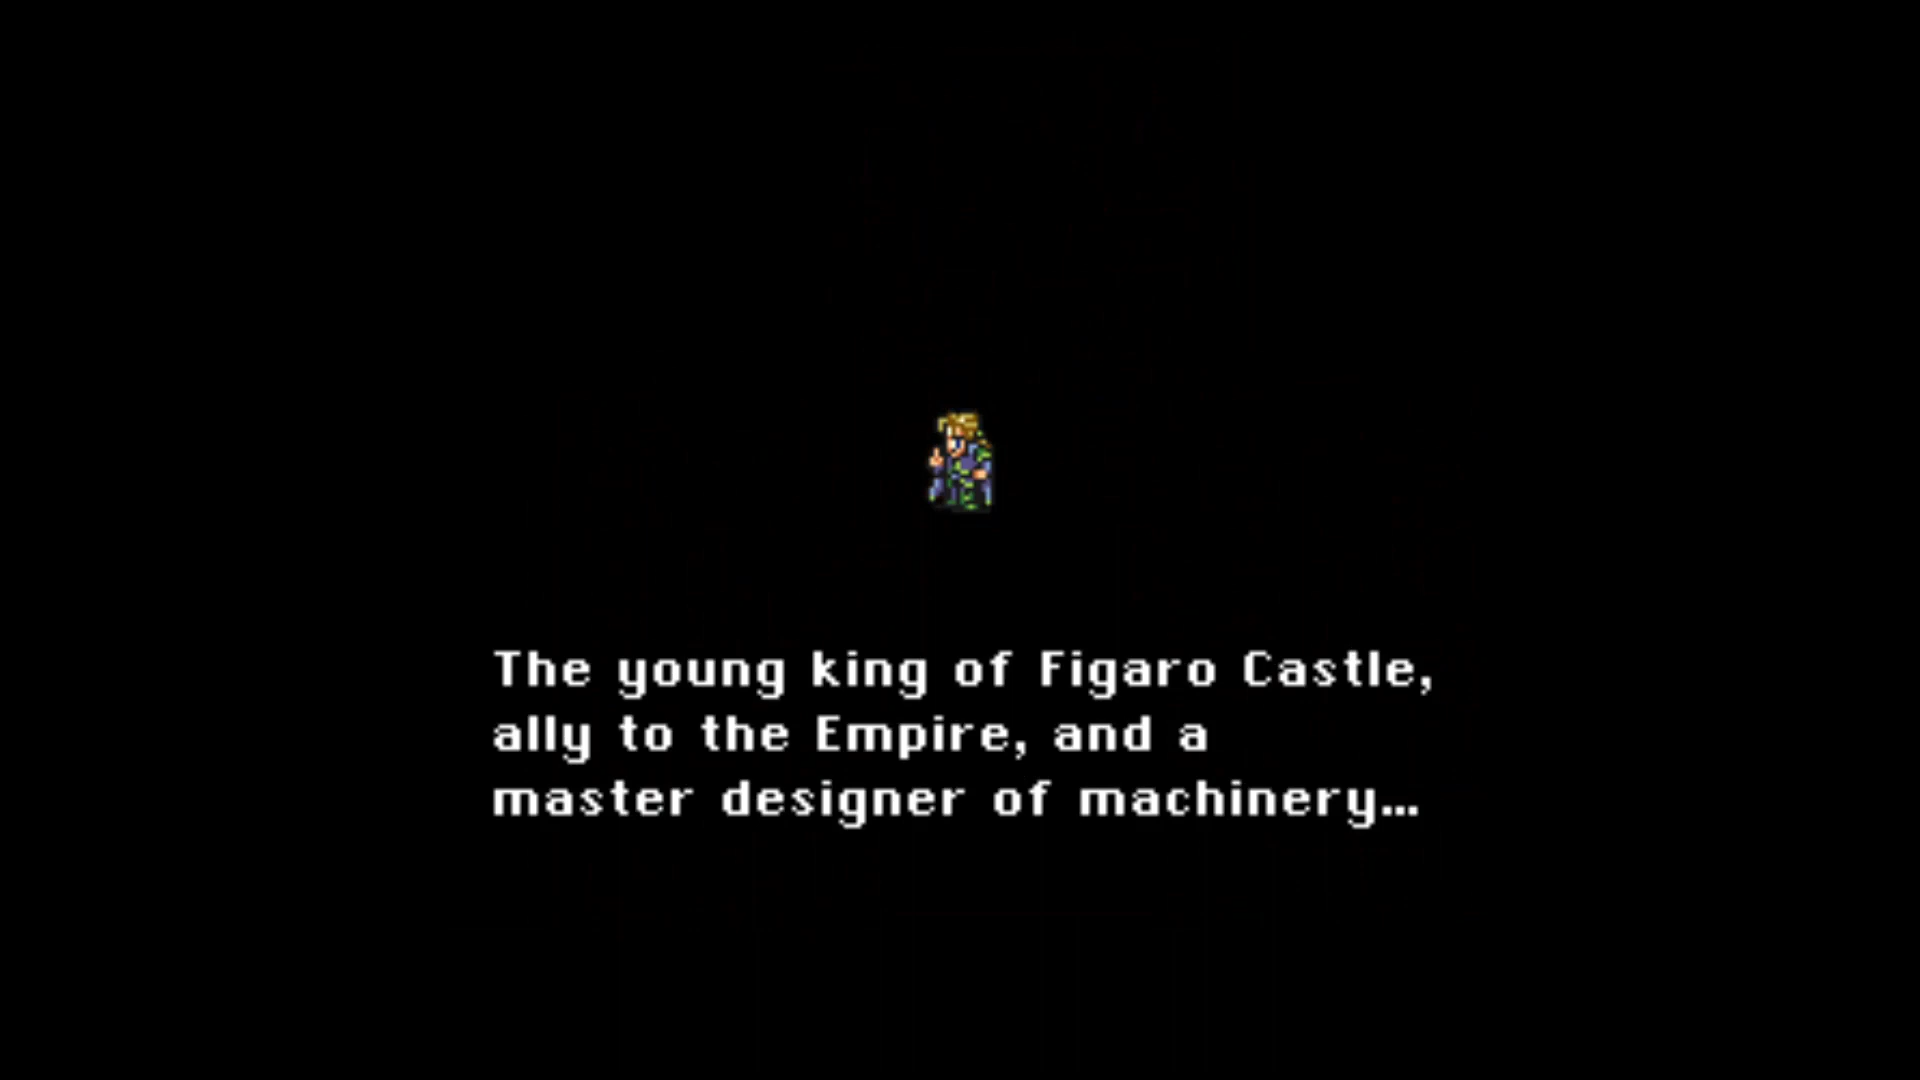 The young king of Figaro Castle,
ally to the Empire, and a
master designer of machinery...